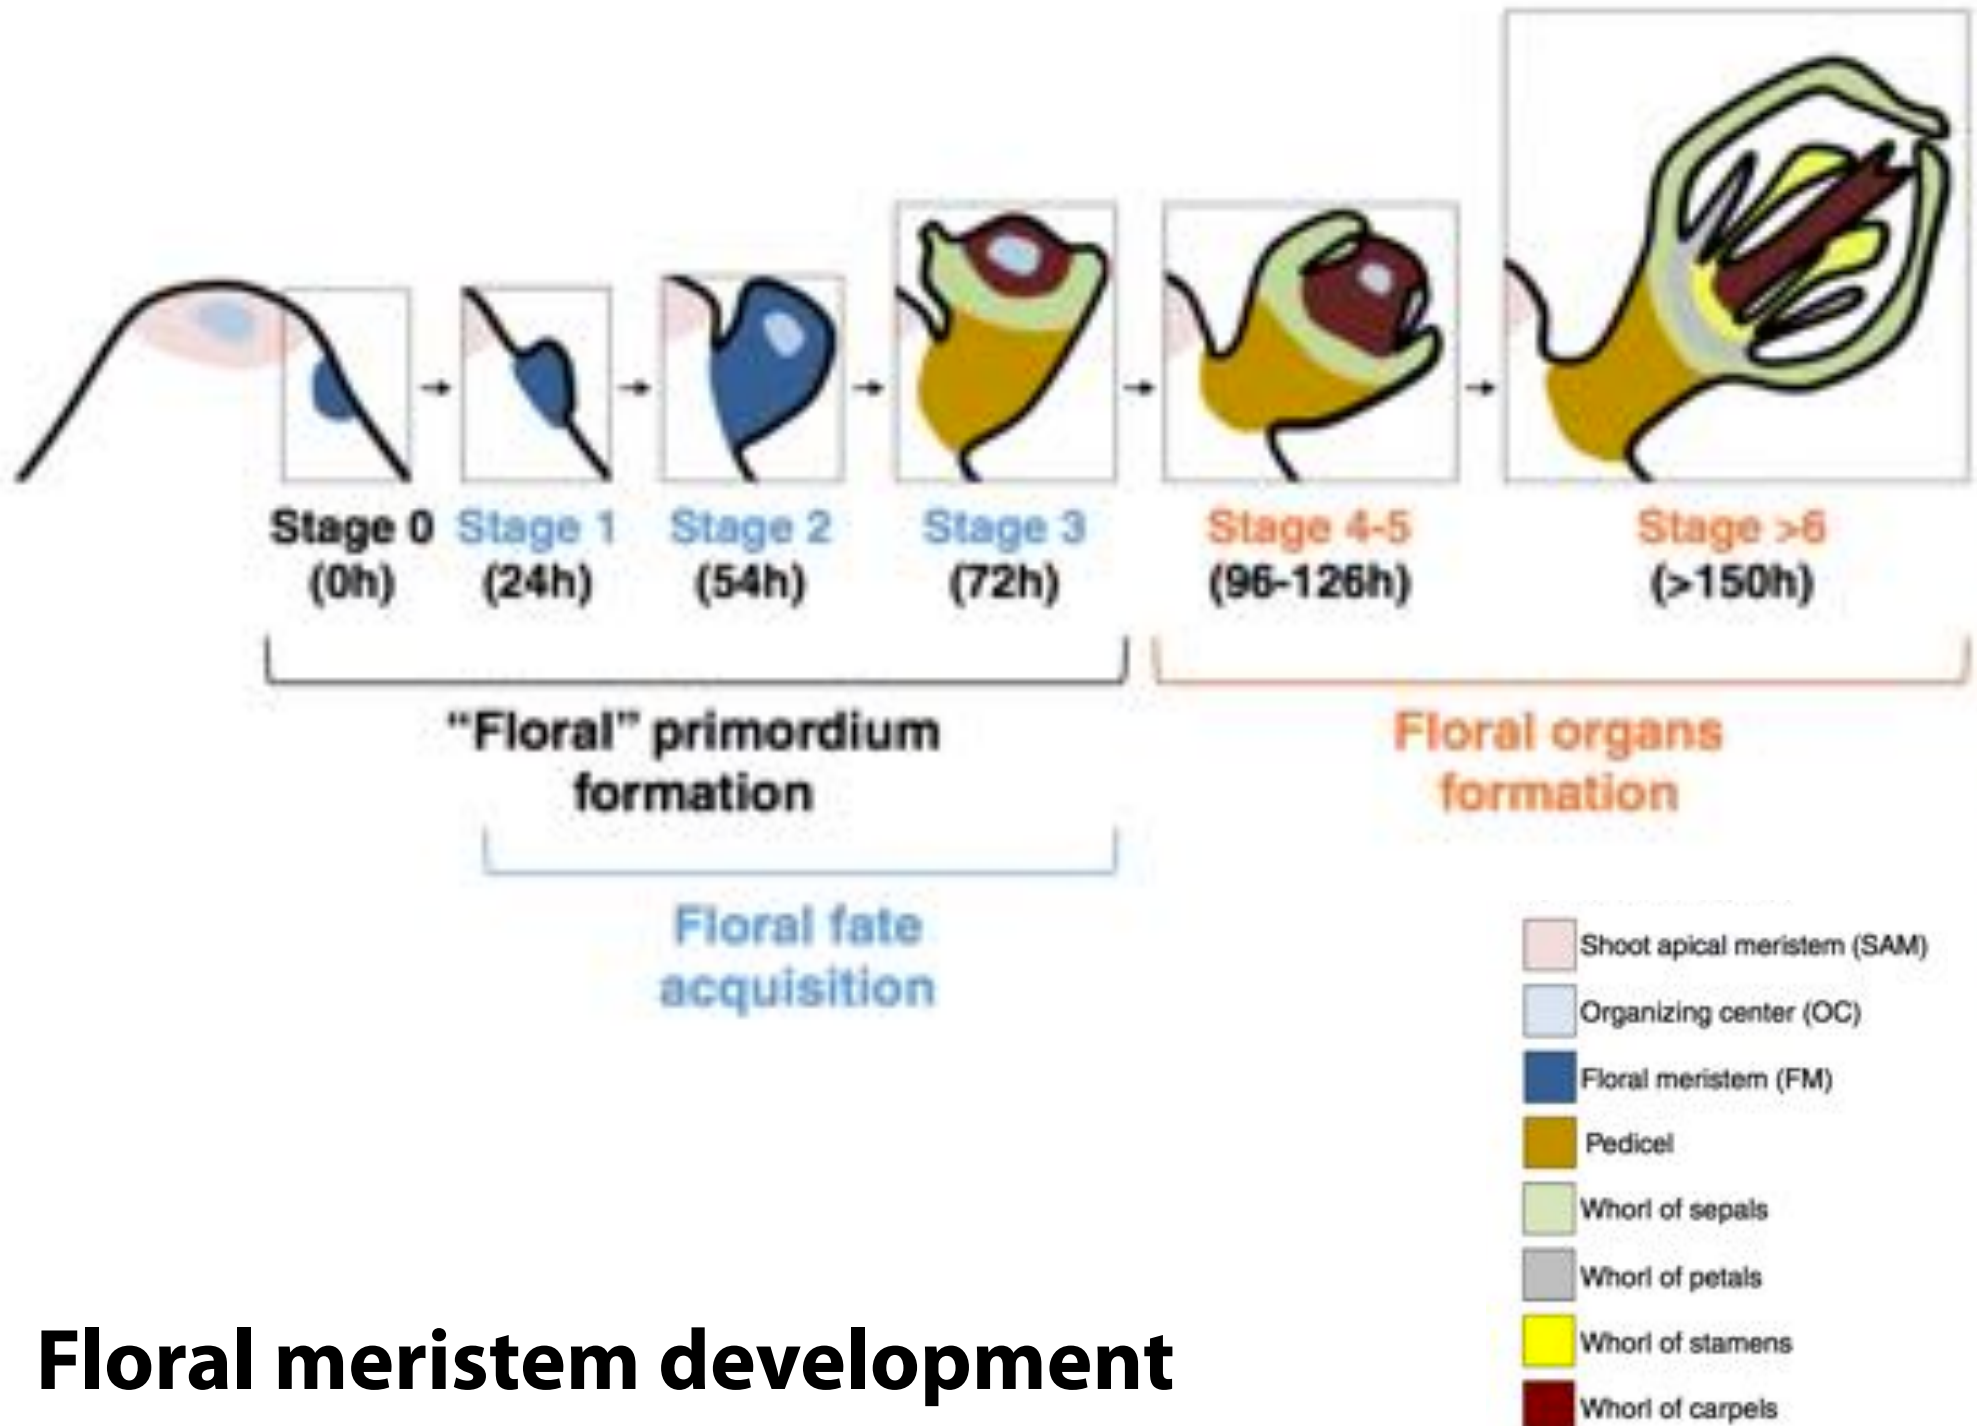 Stage 0
(0h)
Stage 1
(24h)
Stage 2
(54h)
Stage 3
(72h)
Stage 4-5
(96-126h)
Stage >6
(>150h)
“Floral” primordium
formation
Floral organs
formation
Floral fate
acquisition
Shoot apical meristem (SAM)
Organizing center (OC)
Floral meristem (FM)
Pedicel
Whorl of sepals
Whorl of petals
Whorl of stamens
Whorl of carpels
Floral meristem development